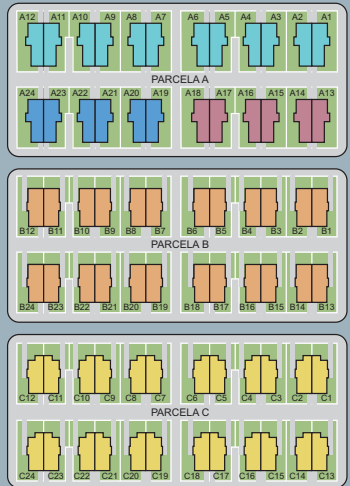 A12 A11 A10 A9 A8 A7 A6 A5 A4 A3 A2 A1
PARCELA A
A24 A23 A22 A21 A20 A19 A18 A17 A16 A15 A14 A13
B12 B11 B10 B9 B8 B7 B6 B5 B4 B3 B2 B1
PARCELA B
B24 B23 B22 B21 B20 B19 B18 B17 B16 B15 B14 B13
C12 C11 C10 C9 C8 C7 C6 C5 C4 C3 C2 C1
PARCELA C
C24 C23 C22 C21 C20 C19 C18 C17 C16 C15 C14 C13